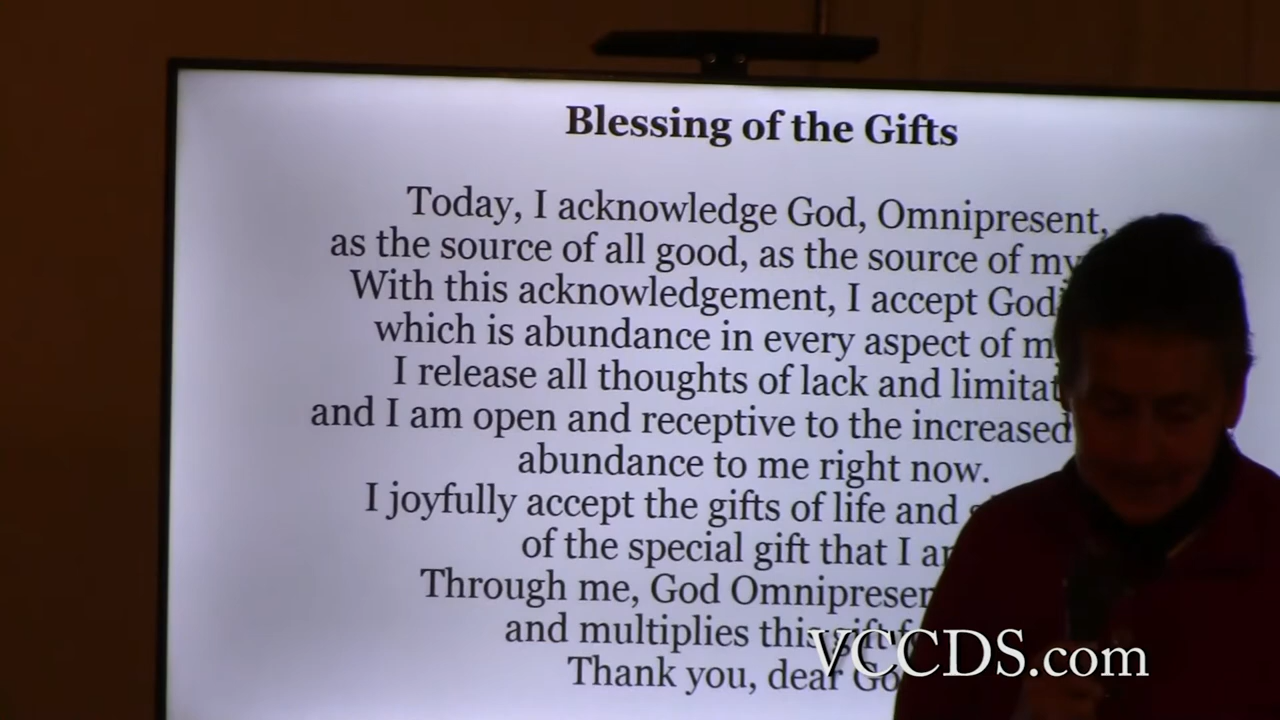 Blessing of the Gifts
Today, I acknowledge God, Omnipresent,
as the source of all good, as the source of my
With this acknowledgement, I accept God
which is abundance in every aspect of
I release all thoughts of lack and
and I am open and receptive to the increased
abundance to me right now.
I joyfully accept the gifts of life and
of the special gift that I
Through me, God
and multiplies this gift
Thank you, dear
VCCDS.com